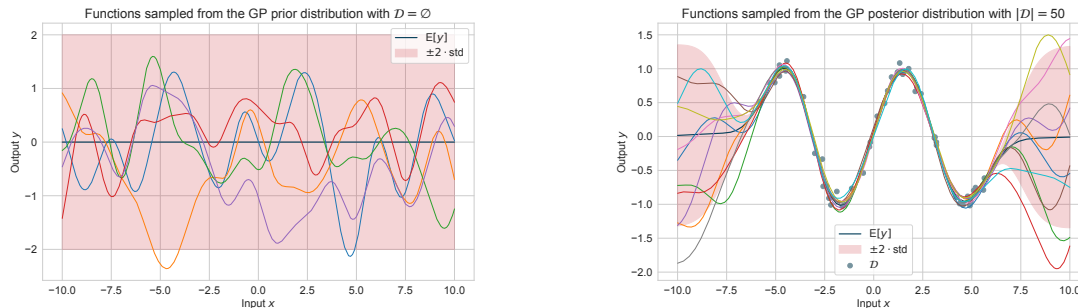 Functions sampled from the GP prior distribution with 𝒟 = ∅
2
1
0
−1
−2
Output y
E[y]
±2 · std
−10.0 −7.5 −5.0 −2.5 0.0 2.5 5.0 7.5 10.0
Input x
Functions sampled from the GP posterior distribution with |𝒟| = 50
1.5
1.0
0.5
0.0
−0.5
−1.0
−1.5
−2.0
Output y
E[y]
±2 · std
𝒟
−10.0 −7.5 −5.0 −2.5 0.0 2.5 5.0 7.5 10.0
Input x